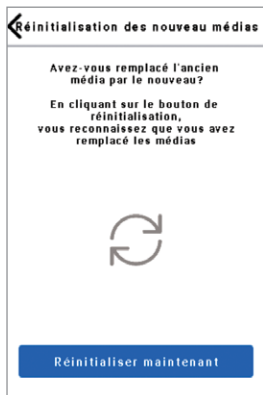 Réinitialisation des nouveau médias
Avez-vous remplacé l'ancien
média par le nouveau?
En cliquant sur le bouton de
réinitialisation,
vous reconnaissez que vous avez
remplacé les médias
Réinitialiser maintenant